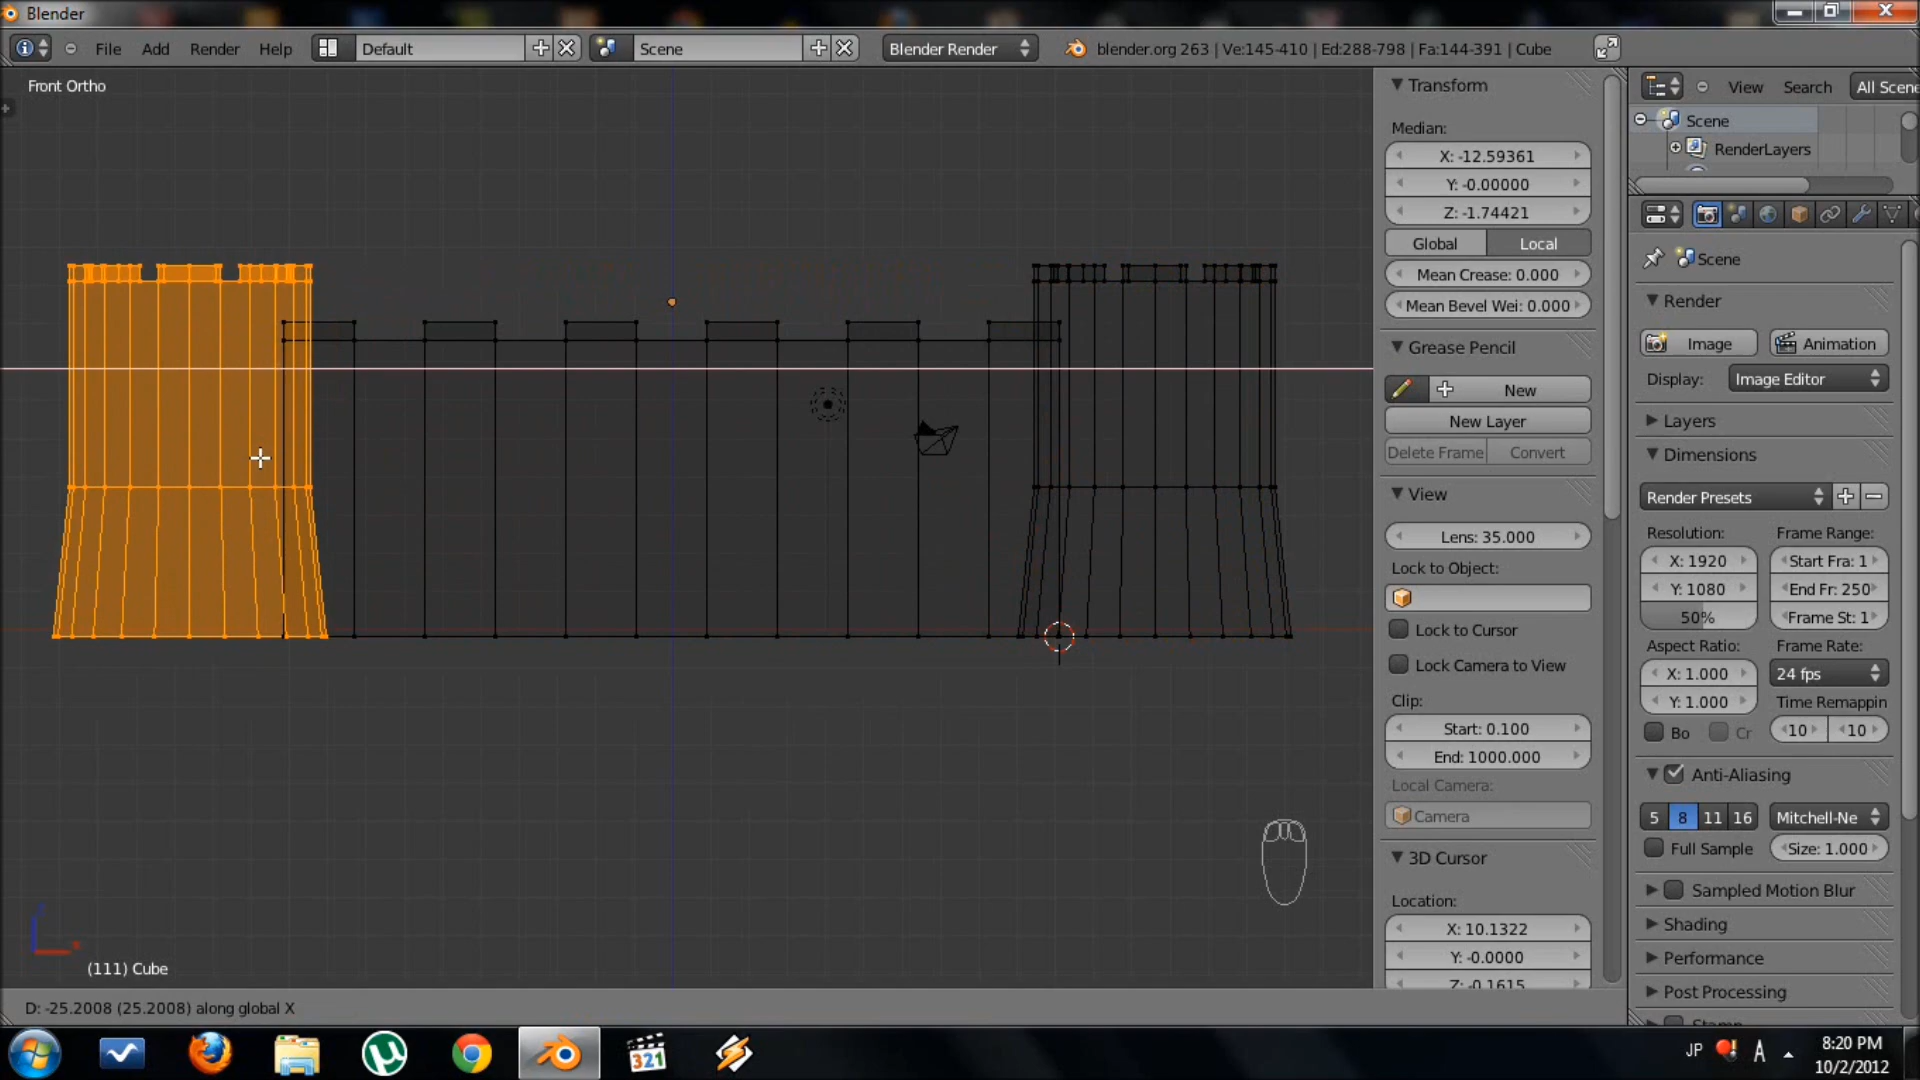 Blender
File Add Render Help Default Scene Blender Render blender.org 263 | Ve:145-410 | Ed:288-798 | Fa:144-391 | Cube
Front Ortho
(111) Cube
D: -25.2008 (25.2008) along global X
Transform
Median:
X: -12.59361
Y: -0.00000
Z: -1.74421
Global Local
Mean Crease: 0.000
Mean Bevel Wei: 0.000
Grease Pencil
New
New Layer
Delete Frame Convert
View
Lens: 35.000
Lock to Object:
Lock to Cursor
Lock Camera to View
Clip:
Start: 0.100
End: 1000.000
Local Camera:
Camera
3D Cursor
Location:
X: 10.1322
Y: -0.0000
Z: -0.1615
View Search All Scene
Scene
RenderLayers
Scene
Render
Image Animation
Display: Image Editor
Layers
Dimensions
Render Presets
Resolution: Frame Range:
X: 1920 Start Fra: 1
Y: 1080 End Fr: 250
50% Frame St: 1
Aspect Ratio: Frame Rate:
X: 1.000 24 fps
Y: 1.000 Time Remappin
Bo Cr 10 10
Anti-Aliasing
5 8 11 16 Mitchell-Ne
Full Sample Size: 1.000
Sampled Motion Blur
Shading
Performance
Post Processing
Stamp
321
JP 8:20 PM
10/2/2012